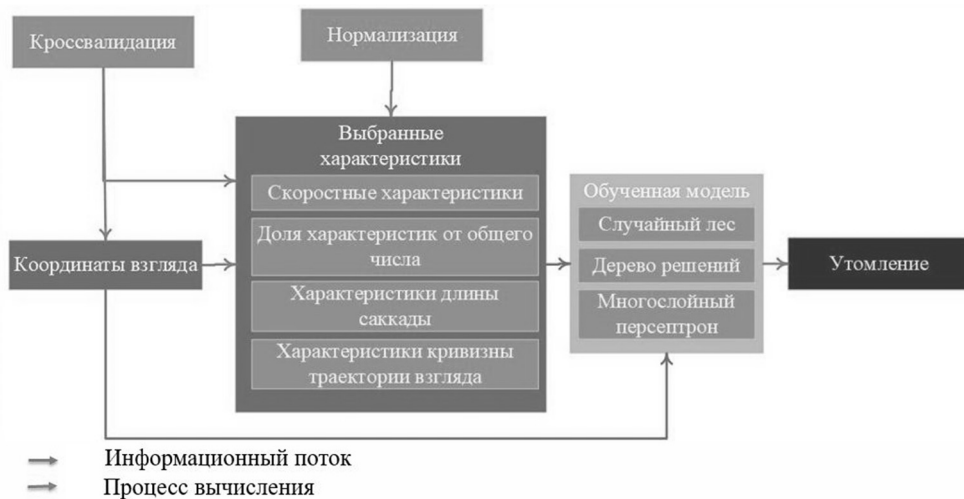 Кроссвалидация
Нормализация
Выбранные
характеристики
Скоростные характеристики
Доля характеристик от общего
числа
Характеристики длины
саккады
Характеристики кривизны
траектории взгляда
Координаты взгляда
Обученная модель
Случайный лес
Дерево решений
Многослойный
персептрон
Утомление
Информационный поток
Процесс вычисления